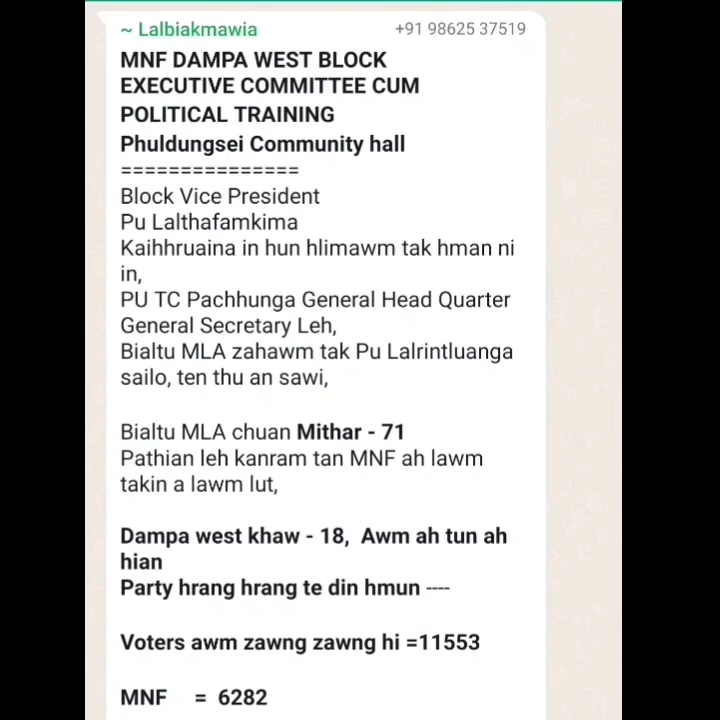 ~ Lalbiakmawia +91 98625 37519
MNF DAMPA WEST BLOCK
EXECUTIVE COMMITTEE CUM
POLITICAL TRAINING
Phuldungsei Community hall
===============
Block Vice President
Pu Lalthafamkima
Kaihhruaina in hun hlimawm tak hman ni
in,
PU TC Pachhunga General Head Quarter
General Secretary Leh,
Bialtu MLA zahawm tak Pu Lalrintluanga
sailo, ten thu an sawi,
Bialtu MLA chuan Mithar - 71
Pathian leh kanram tan MNF ah lawm
takin a lawm lut,
Dampa west khaw - 18, Awm ah tun ah
hian
Party hrang hrang te din hmun ----
Voters awm zawng zawng hi =11553
MNF = 6282